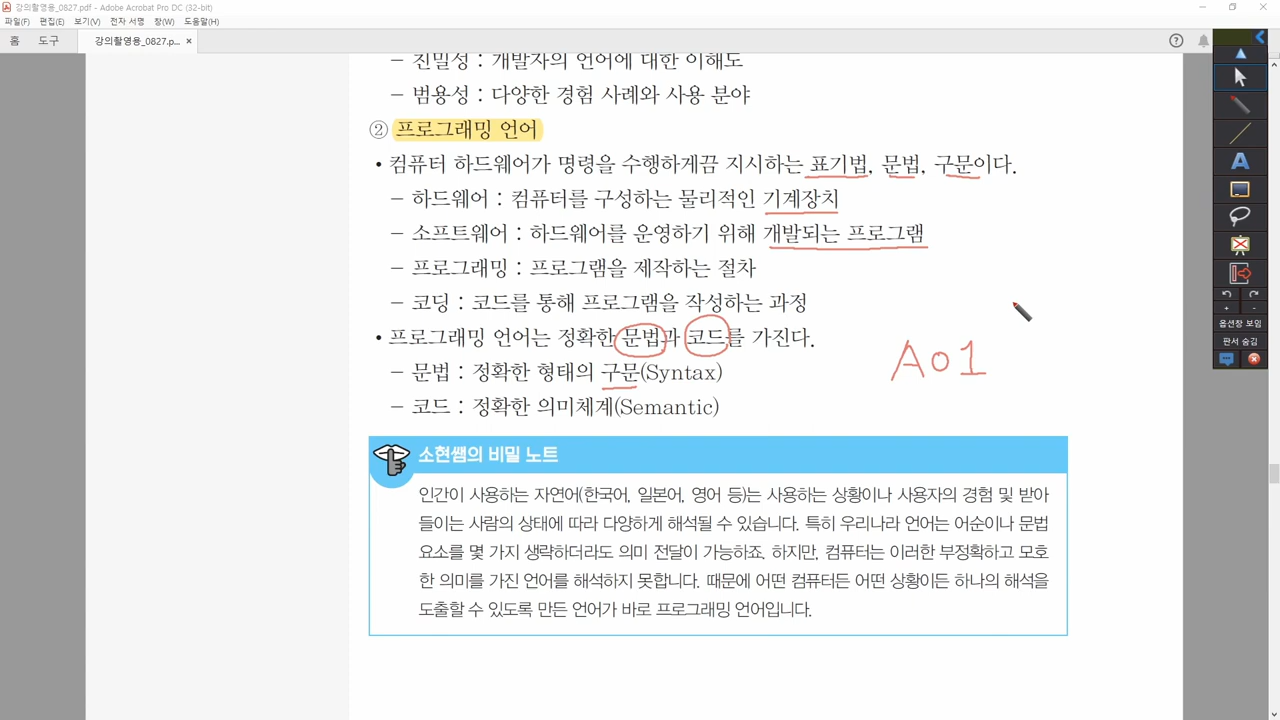 강의촬영용_0827.pdf - Adobe Acrobat Pro DC (32-bit)
파일(F) 편집(E) 보기(V) 전자 서명 창(W) 도움말(H)
홈 도구 강의촬영용_0827.p... ×
- 진밀성 : 개발자의 언어에 대한 이해도
- 범용성 : 다양한 경험 사례와 사용 분야
② 프로그래밍 언어
• 컴퓨터 하드웨어가 명령을 수행하게끔 지시하는 표기법, 문법, 구문이다.
- 하드웨어 : 컴퓨터를 구성하는 물리적인 기계장치
- 소프트웨어 : 하드웨어를 운영하기 위해 개발되는 프로그램
- 프로그래밍 : 프로그램을 제작하는 절차
- 코딩 : 코드를 통해 프로그램을 작성하는 과정
• 프로그래밍 언어는 정확한 문법과 코드를 가진다.
- 문법 : 정확한 형태의 구문(Syntax)
- 코드 : 정확한 의미체계(Semantic)
A01
소현쌤의 비밀 노트
인간이 사용하는 자연어(한국어, 일본어, 영어 등)는 사용하는 상황이나 사용자의 경험 및 받아
들이는 사람의 상태에 따라 다양하게 해석될 수 있습니다. 특히 우리나라 언어는 어순이나 문법
요소를 몇 가지 생략하더라도 의미 전달이 가능하죠. 하지만, 컴퓨터는 이러한 부정확하고 모호
한 의미를 가진 언어를 해석하지 못합니다. 때문에 어떤 컴퓨터든 어떤 상황이든 하나의 해석을
도출할 수 있도록 만든 언어가 바로 프로그래밍 언어입니다.
A
+ -
옵션창 보임
판서 숨김